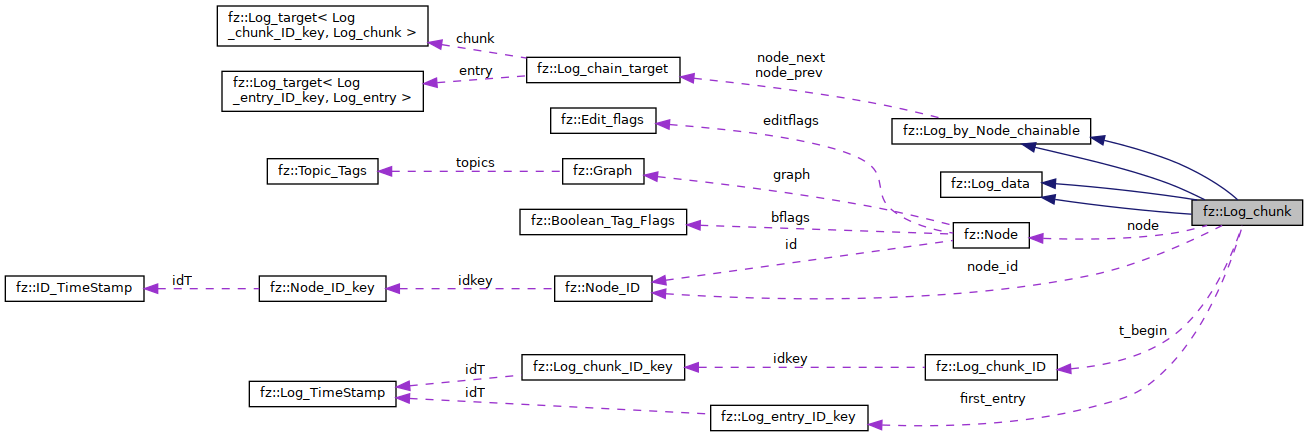 fz::Log_target< Log
_chunk_ID_key, Log_chunk >
chunk
fz::Log_chain_target
entry
fz::Log_target< Log
_entry_ID_key, Log_entry >
node_next
node_prev
fz::Edit_flags
editflags
fz::Log_by_Node_chainable
fz::Topic_Tags
topics
fz::Graph
graph
fz::Log_data
fz::Boolean_Tag_Flags
bflags
fz::Node
node
fz::Log_chunk
id
node_id
fz::ID_TimeStamp
idT
fz::Node_ID_key
idkey
fz::Node_ID
t_begin
fz::Log_TimeStamp
idT
idT
fz::Log_chunk_ID_key
idkey
fz::Log_chunk_ID
first_entry
fz::Log_entry_ID_key